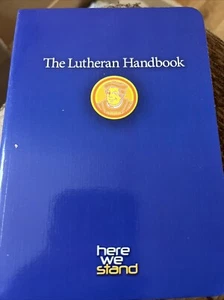 The Lutheran Handbook
here
we
stand